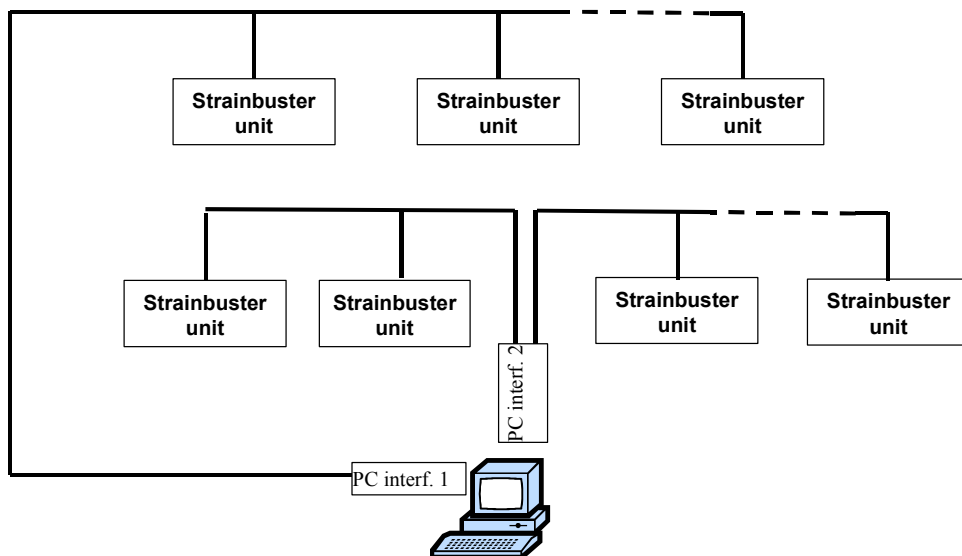 Strainbuster
unit
Strainbuster
unit
Strainbuster
unit
Strainbuster
unit
Strainbuster
unit
Strainbuster
unit
Strainbuster
unit
PC interf. 2
PC interf. 1